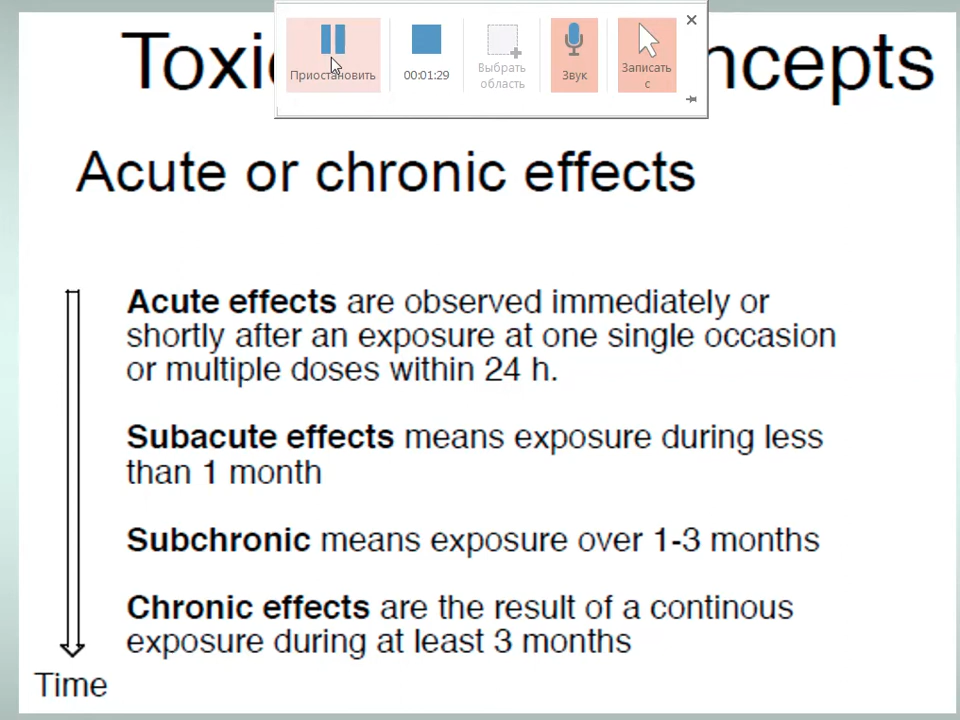 Приостановить
00:01:29
Выбрать
область
Звук
Записать
с
ncepts
Acute or chronic effects
Acute effects are observed immediately or
shortly after an exposure at one single occasion
or multiple doses within 24 h.
Subacute effects means exposure during less
than 1 month
Subchronic means exposure over 1-3 months
Chronic effects are the result of a continous
exposure during at least 3 months
Time